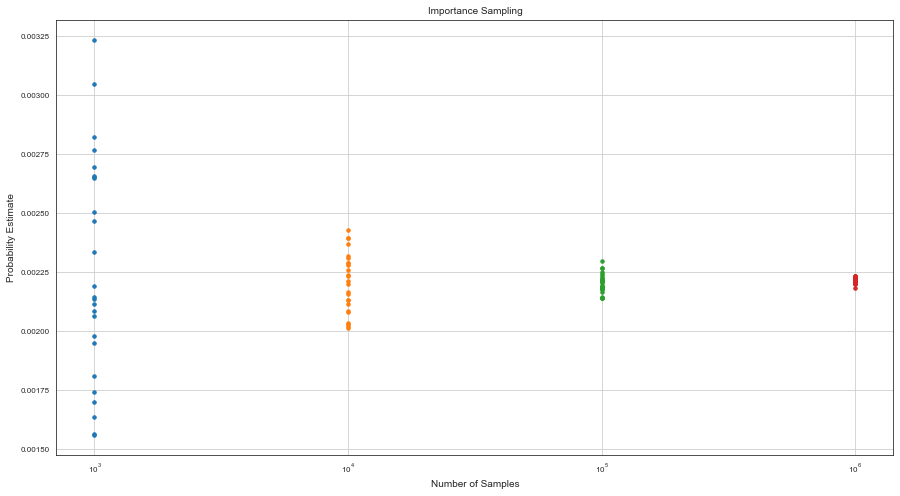 Importance Sampling
Probability Estimate
0.00325
0.00300
0.00275
0.00250
0.00225
0.00200
0.00175
0.00150
10³ 10⁴ 10⁵ 10⁶
Number of Samples